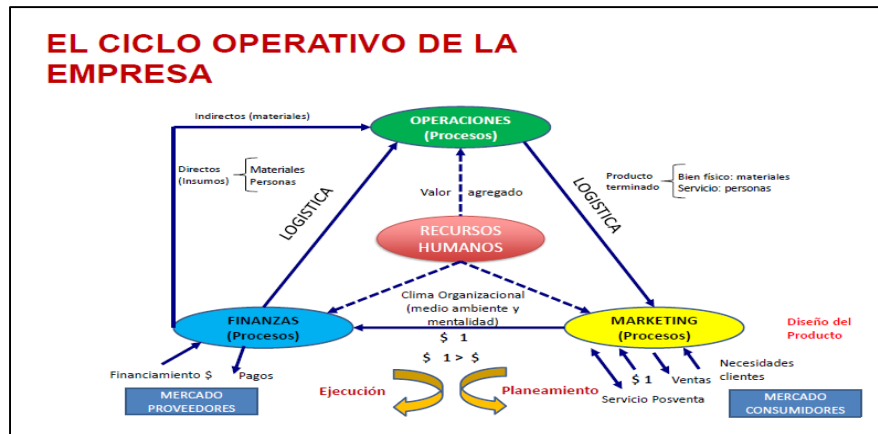 EL CICLO OPERATIVO DE LA
EMPRESA
Indirectos (materiales)
OPERACIONES
(Procesos)
Directos
(Insumos)
Materiales
Personas
LOGISTICA
Valor agregado
LOGISTICA
Producto
terminado
Bien físico: materiales
Servicio: personas
RECURSOS
HUMANOS
Clima Organizacional
(medio ambiente y
mentalidad)
FINANZAS
(Procesos)
MARKETING
(Procesos)
Diseño del
Producto
$ 1
$ 1 > $
Financiamiento $
Pagos
MERCADO
PROVEEDORES
Ejecución
Planeamiento
$ 1
Ventas
Necesidades
clientes
Servicio Posventa
MERCADO
CONSUMIDORES